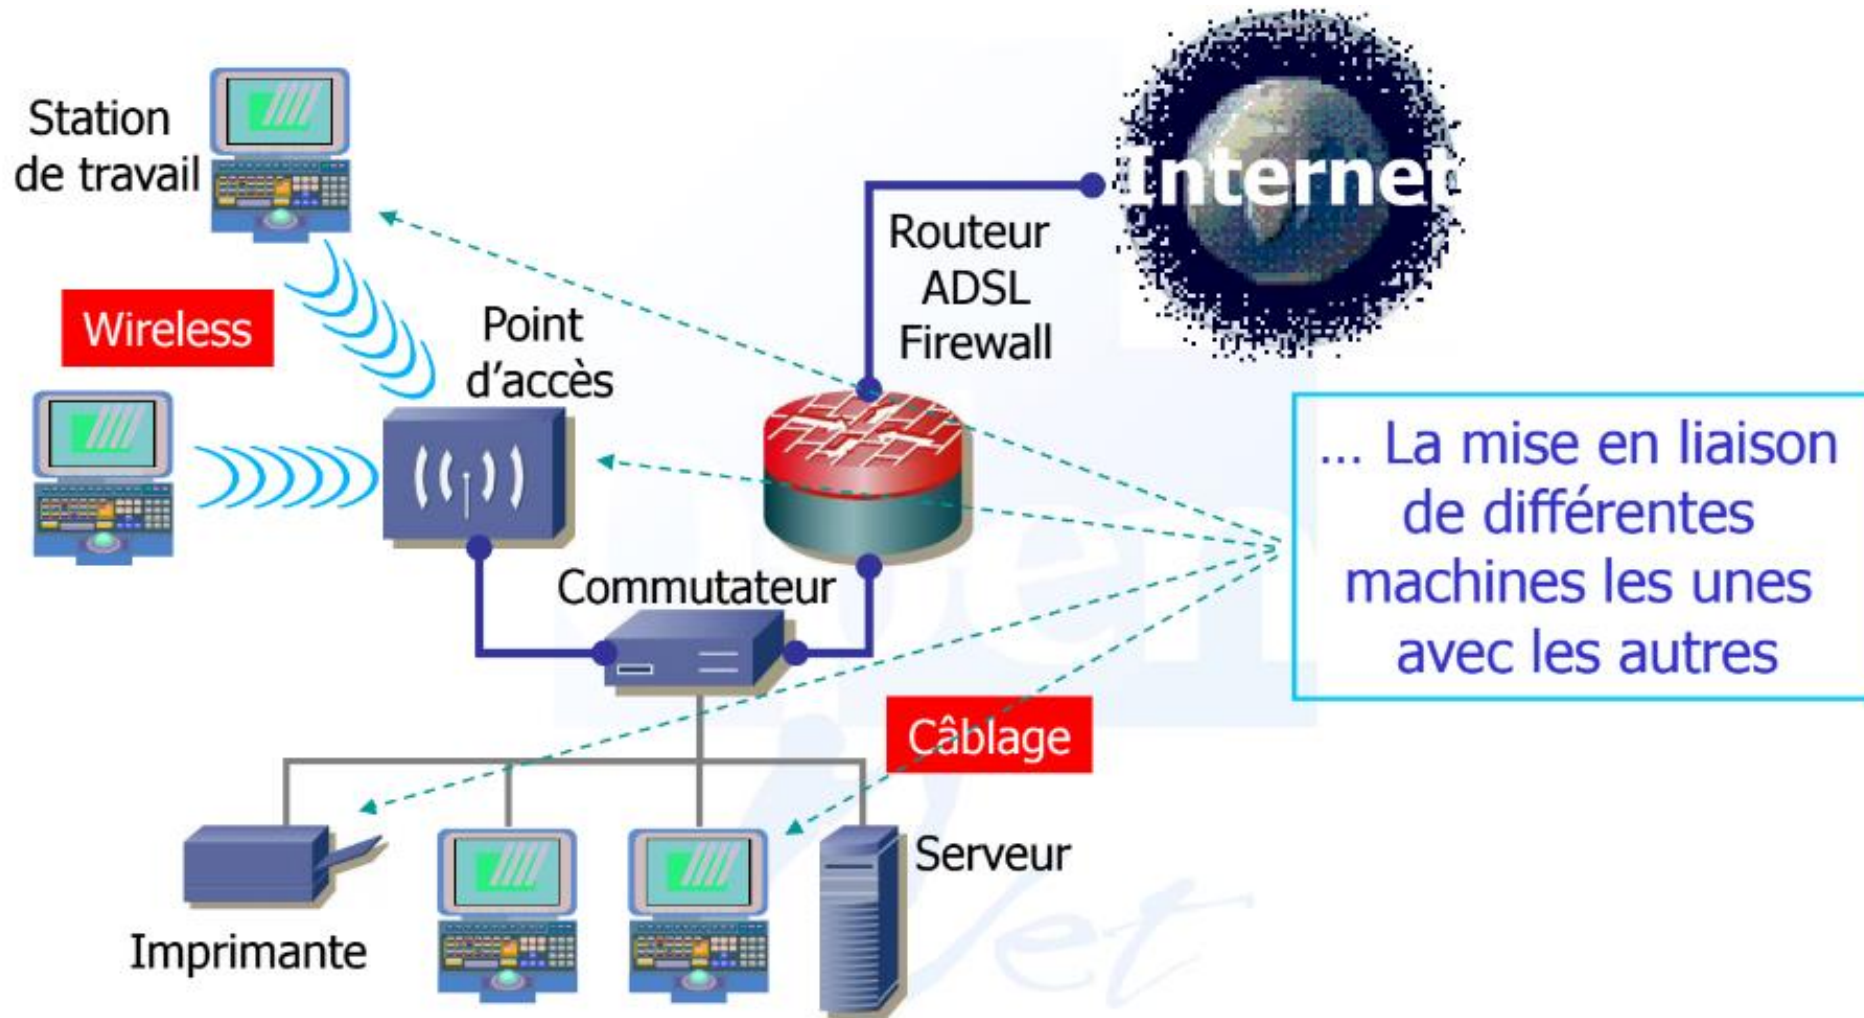 Station
de travail
Wireless
Point
d'accès
Routeur
ADSL
Firewall
Internet
... La mise en liaison
de différentes
machines les unes
avec les autres
Commutateur
Câblage
Imprimante
Serveur